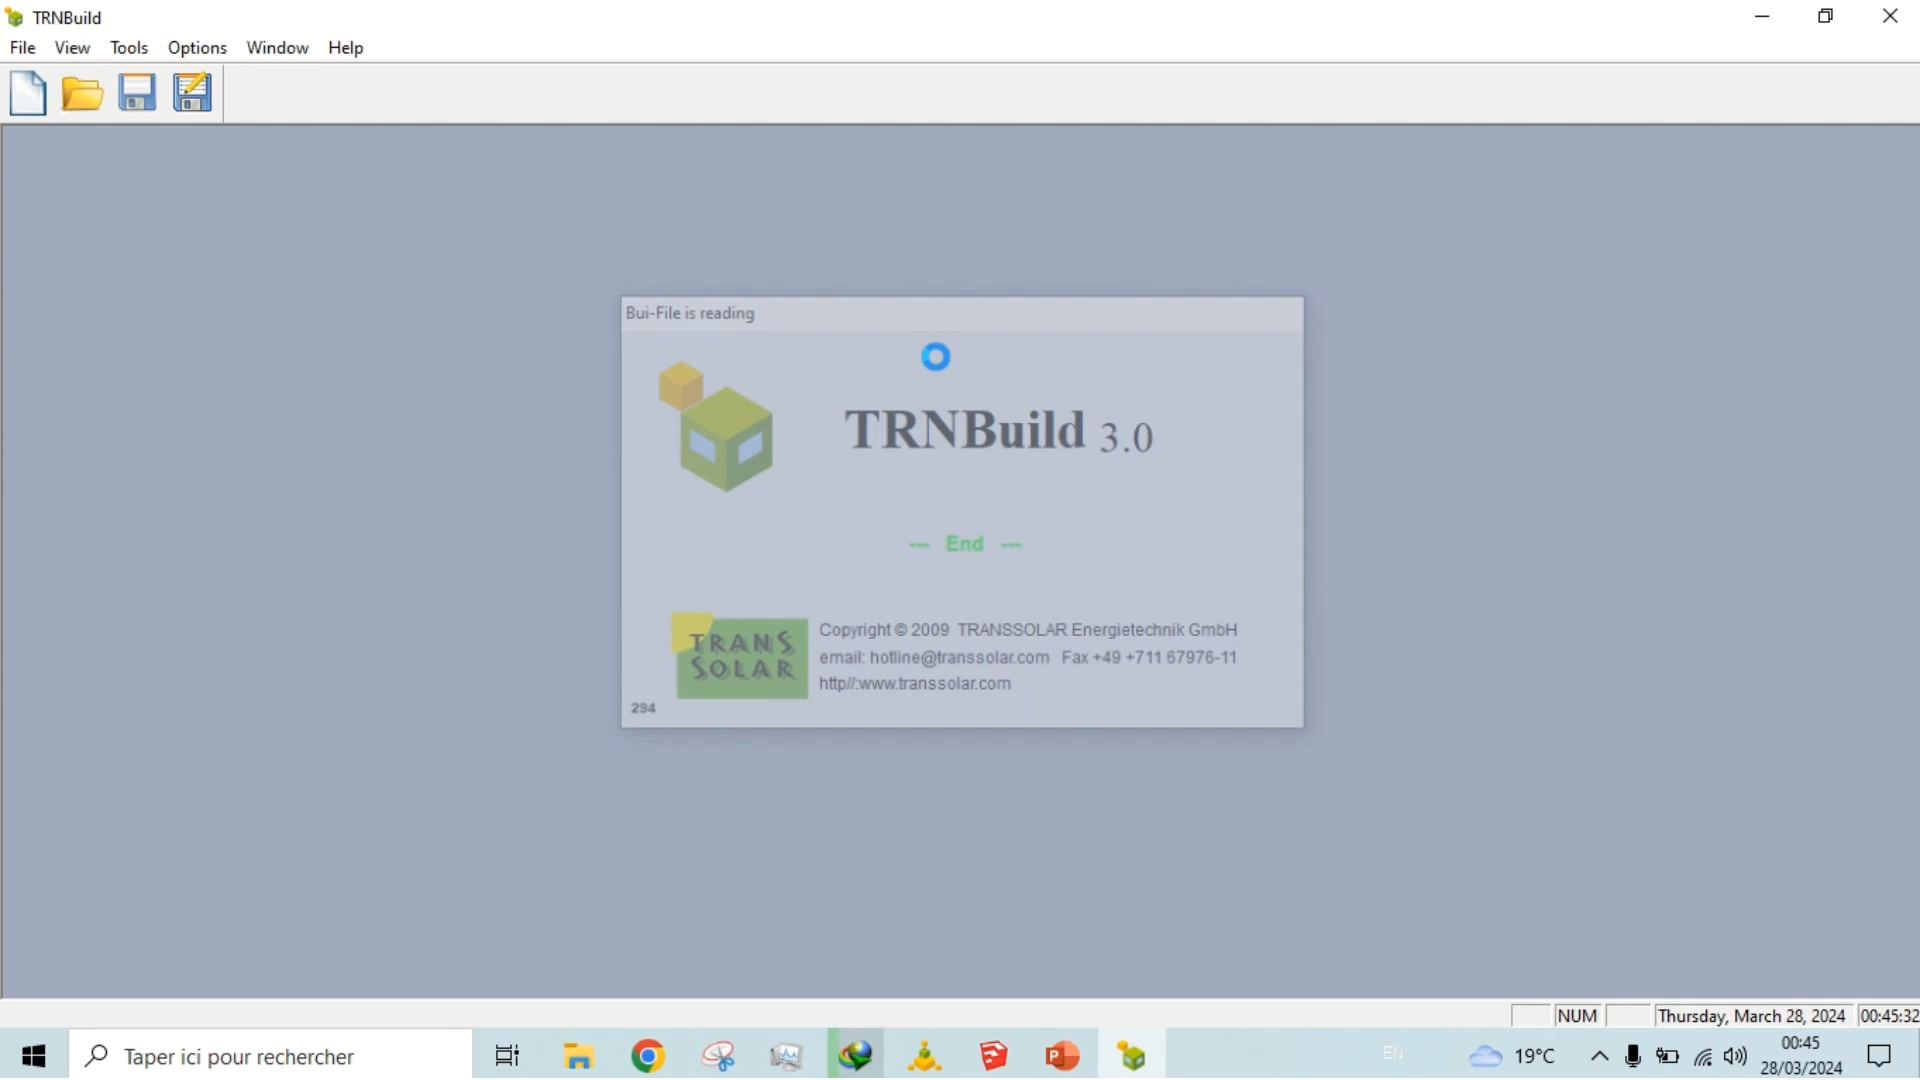 TRNBuild
File View Tools Options Window Help
Bui-File is reading
TRNBuild 3.0
--- End ---
TRANS
SOLAR
Copyright © 2009 TRANSSOLAR Energietechnik GmbH
email: hotline@transsolar.com Fax +49 +711 67976-11
http//:www.transsolar.com
294
NUM Thursday, March 28, 2024 00:45:32
Taper ici pour rechercher
P
EN
19°C
00:45
28/03/2024